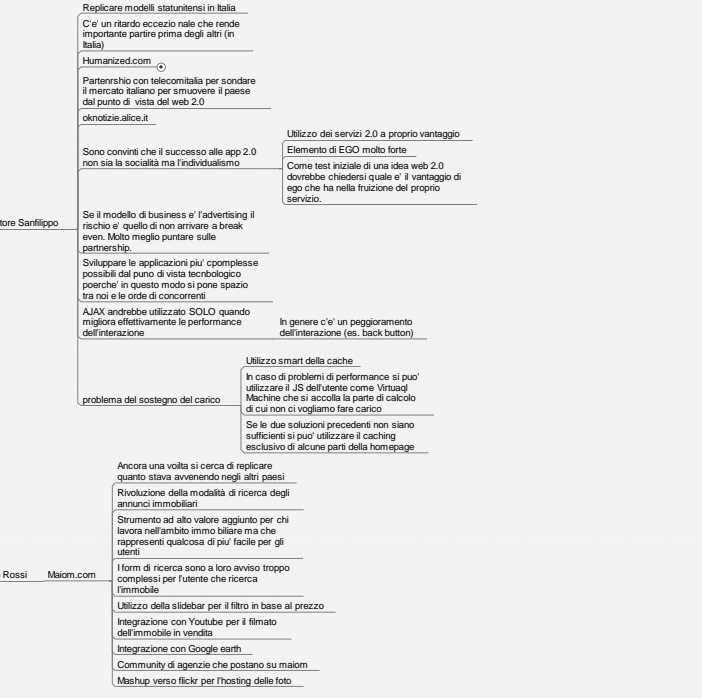 Replicare modelli statunitensi in Italia
C'e' un ritardo eccezio nale che rende
importante partire prima degli altri (in
Italia)
Humanized.com
Partenrshio con telecomitalia per sondare
il mercato italiano per smuovere il paese
dal punto di vista del web 2.0
oknotizie.alice.it
Sono convinti che il successo alle app 2.0
non sia la socialità ma l'individualismo
Utilizzo dei servizi 2.0 a proprio vantaggio
Elemento di EGO molto forte
Come test iniziale di una idea web 2.0
dovrebbe chiedersi quale e' il vantaggio di
ego che ha nella fruizione del proprio
servizio.
tore Sanfilippo
Se il modello di business e' l'advertising il
rischio e' quello di non arrivare a break
even. Molto meglio puntare sulle
partnership.
Sviluppare le applicazioni piu' cpomplesse
possibili dal puno di vista tecnbologico
poerche' in questo modo si pone spazio
tra noi e le orde di concorrenti
AJAX andrebbe utilizzato SOLO quando
migliora effettivamente le performance
dell'interazione
In genere c'e' un peggioramento
dell'interazione (es. back button)
problema del sostegno del carico
Utilizzo smart della cache
In caso di problemi di performance si puo'
utilizzare il JS dell'utente come Virtuaql
Machine che si accolla la parte di calcolo
di cui non ci vogliamo fare carico
Se le due soluzioni precedenti non siano
sufficienti si puo' utilizzare il caching
esclusivo di alcune parti della homepage
Rossi
Maiom.com
Ancora una voilta si cerca di replicare
quanto stava avvenendo negli altri paesi
Rivoluzione della modalità di ricerca degli
annunci immobiliari
Strumento ad alto valore aggiunto per chi
lavora nell'ambito immo biliare ma che
rappresenti qualcosa di piu' facile per gli
utenti
I form di ricerca sono a loro avviso troppo
complessi per l'utente che ricerca
l'immobile
Utilizzo della slidebar per il filtro in base al prezzo
Integrazione con Youtube per il filmato
dell'immobile in vendita
Integrazione con Google earth
Community di agenzie che postano su maiom
Mashup verso flickr per l'hosting delle foto